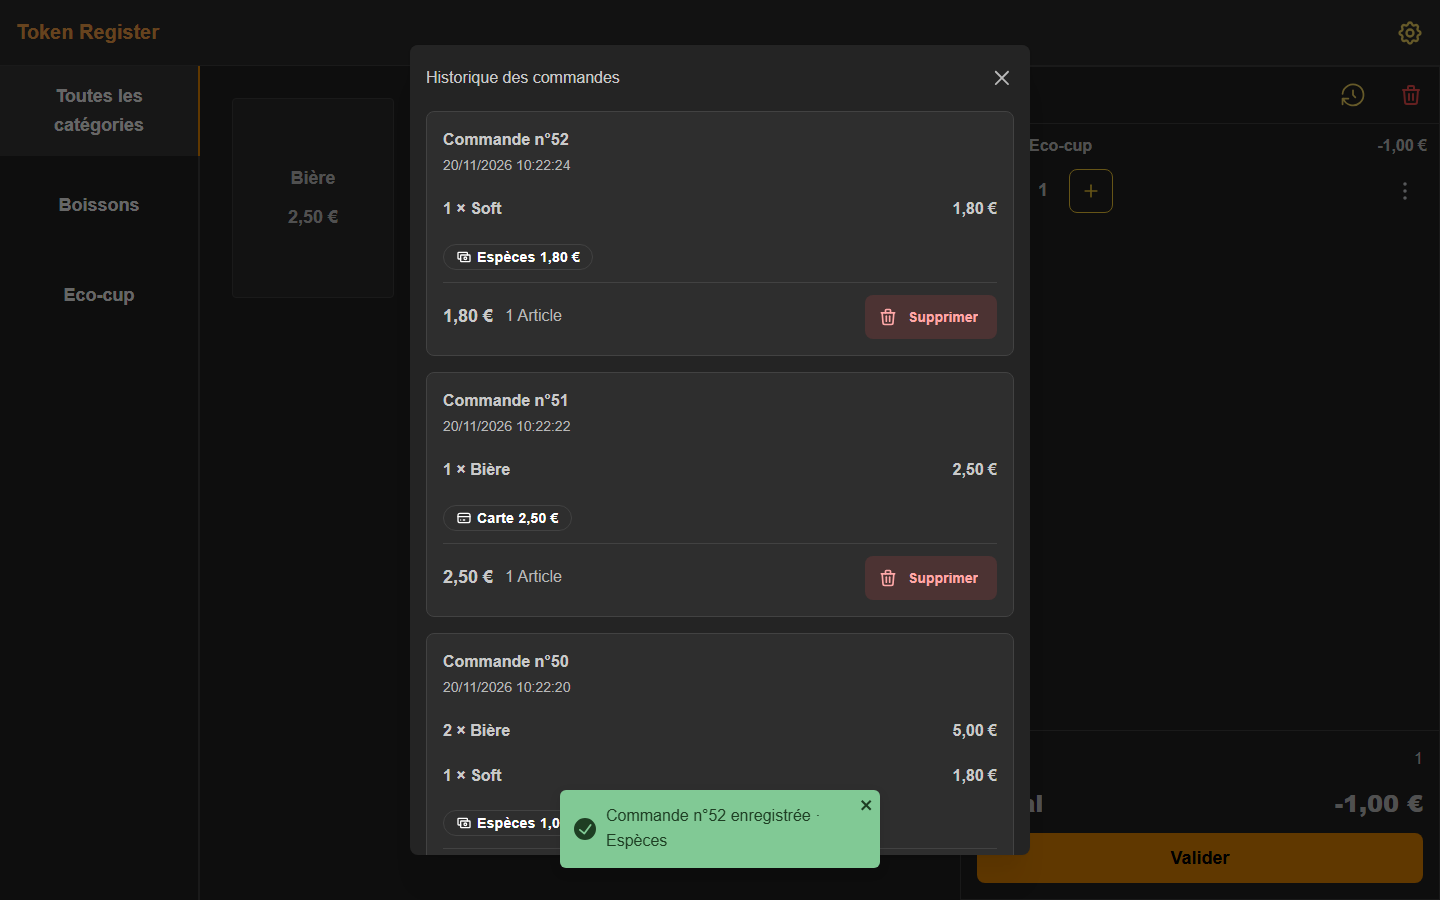 Token Register
Toutes les
catégories
Boissons
Eco-cup
Bière
2,50 €
Historique des commandes
Commande n°52
20/11/2026 10:22:24
1 × Soft 1,80 €
Espèces 1,80 €
1,80 € 1 Article
Supprimer
Commande n°51
20/11/2026 10:22:22
1 × Bière 2,50 €
Carte 2,50 €
2,50 € 1 Article
Supprimer
Commande n°50
20/11/2026 10:22:20
2 × Bière 5,00 €
1 × Soft 1,80 €
Espèces 1,0
Commande n°52 enregistrée ·
Espèces
Eco-cup -1,00 €
1
1
al -1,00 €
Valider